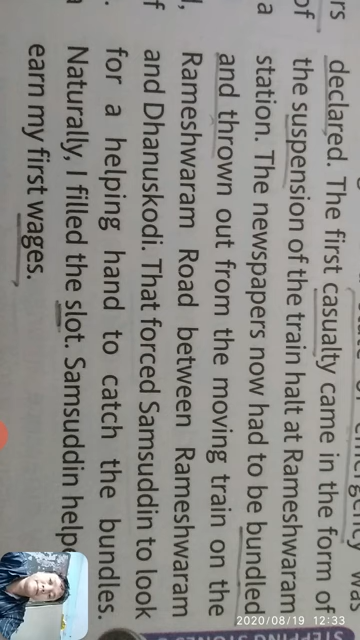 was
rs declared. The first casualty came in the form of
of the suspension of the train halt at Rameshwaram
a station. The newspapers now had to be bundled
and thrown out from the moving train on the
l, Rameshwaram Road between Rameshwaram
f and Dhanuskodi. That forced Samsuddin to look
. for a helping hand to catch the bundles.
Naturally, I filled the slot. Samsuddin help
earn my first wages.
2020/08/19 12:33